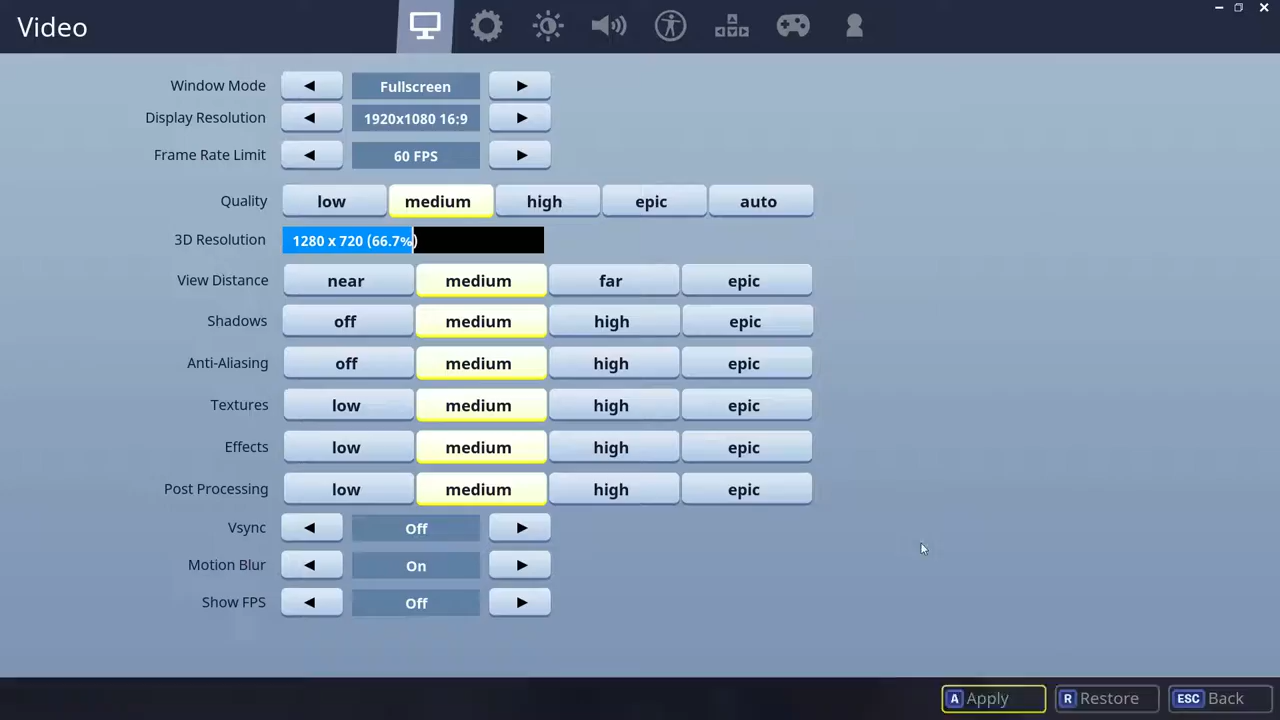 Video
Window Mode Fullscreen
Display Resolution 1920x1080 16:9
Frame Rate Limit 60 FPS
Quality low medium high epic auto
3D Resolution 1280 x 720 (66.7%)
View Distance near medium far epic
Shadows off medium high epic
Anti-Aliasing off medium high epic
Textures low medium high epic
Effects low medium high epic
Post Processing low medium high epic
Vsync Off
Motion Blur On
Show FPS Off
A Apply R Restore ESC Back